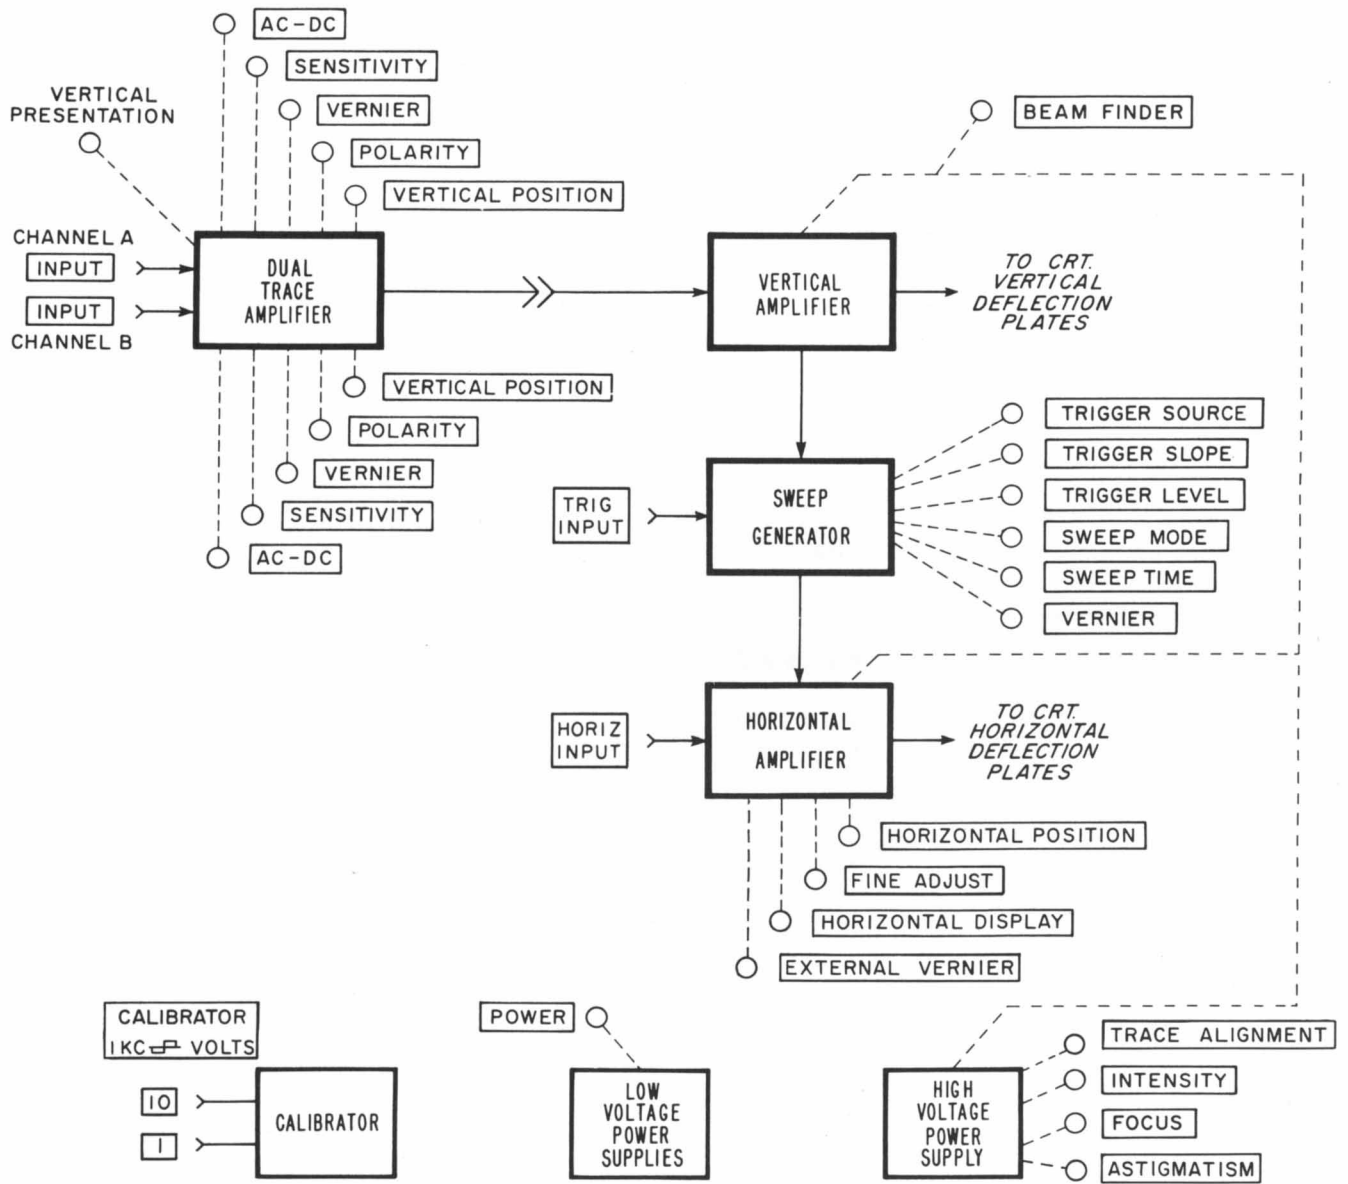 AC-DC
SENSITIVITY
VERNIER
POLARITY
VERTICAL POSITION
VERTICAL
PRESENTATION
BEAM FINDER
CHANNEL A
INPUT
INPUT
CHANNEL B
DUAL
TRACE
AMPLIFIER
VERTICAL
AMPLIFIER
TO CRT.
VERTICAL
DEFLECTION
PLATES
VERTICAL POSITION
POLARITY
VERNIER
SENSITIVITY
AC-DC
TRIG
INPUT
SWEEP
GENERATOR
TRIGGER SOURCE
TRIGGER SLOPE
TRIGGER LEVEL
SWEEP MODE
SWEEP TIME
VERNIER
HORIZ
INPUT
HORIZONTAL
AMPLIFIER
TO CRT.
HORIZONTAL
DEFLECTION
PLATES
HORIZONTAL POSITION
FINE ADJUST
HORIZONTAL DISPLAY
EXTERNAL VERNIER
CALIBRATOR
1 KC VOLTS
10
1
CALIBRATOR
POWER
LOW
VOLTAGE
POWER
SUPPLIES
HIGH
VOLTAGE
POWER
SUPPLY
TRACE ALIGNMENT
INTENSITY
FOCUS
ASTIGMATISM